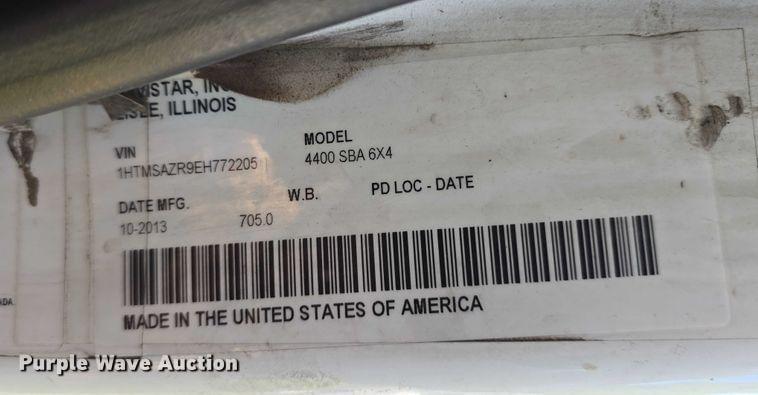 LISLE, ILLINOIS
VIN
1HTMSAZR9EH772205
MODEL
4400 SBA 6X4
DATE MFG.
10-2013
705.0
W.B.
PD LOC - DATE
MADE IN THE UNITED STATES OF AMERICA
Purple Wave Auction